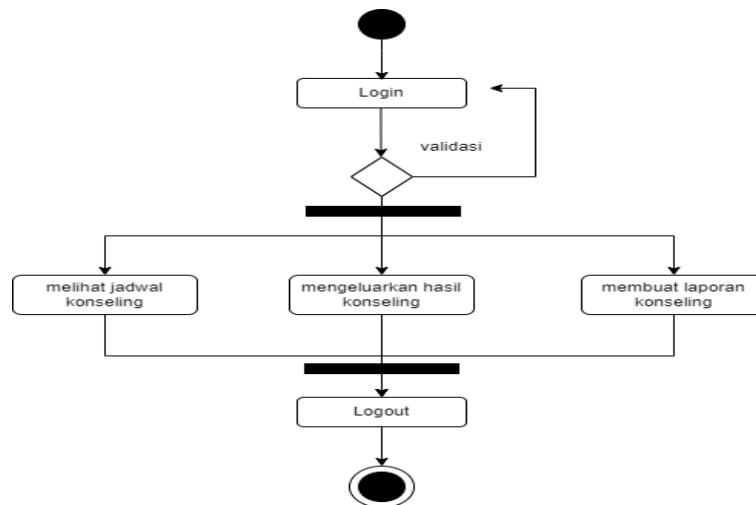 Login
validasi
melihat jadwal
konseling
mengeluarkan hasil
konseling
membuat laporan
konseling
Logout